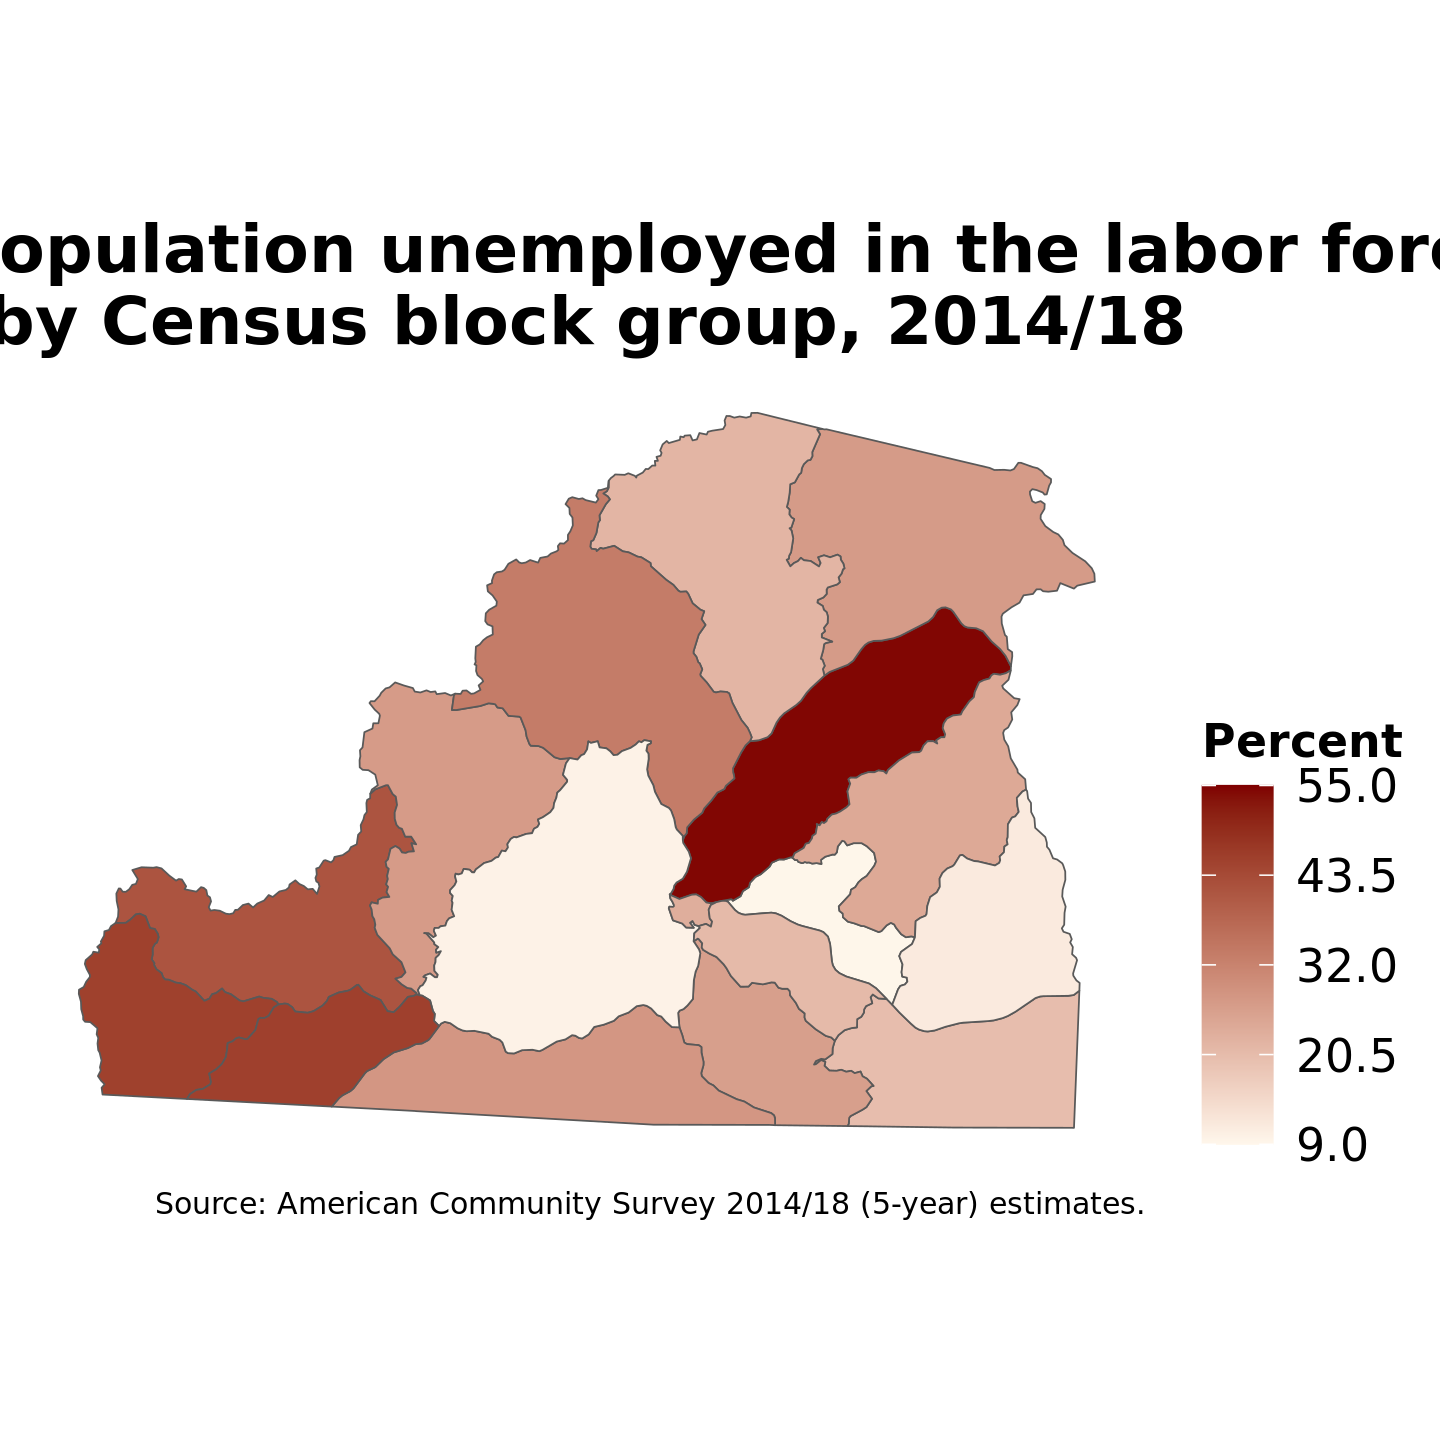 opulation unemployed in the labor
by Census block group, 2014/18
Percent
55.0
43.5
32.0
20.5
9.0
Source: American Community Survey 2014/18 (5-year) estimates.